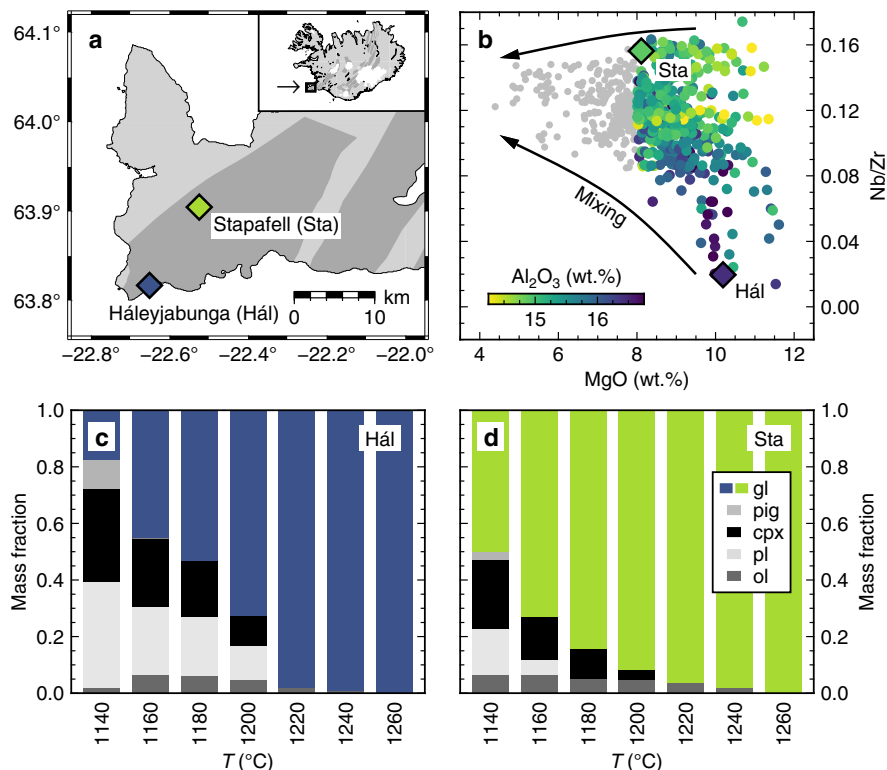 a
64.1°
64.0°
63.9°
63.8°
Stapafell (Sta)
Háleyjabunga (Hál)
km
0 10
−22.8° −22.6° −22.4° −22.2° −22.0°
b
Sta
Mixing
Al2O3 (wt.%)
15 16
Hál
0.16
0.12
0.08
0.04
0.00
Nb/Zr
4 6 8 10 12
MgO (wt.%)
c
Hál
1.0
0.8
0.6
0.4
0.2
0.0
Mass fraction
1140 1160 1180 1200 1220 1240 1260
T (°C)
d
Sta
gl
pig
cpx
pl
ol
1.0
0.8
0.6
0.4
0.2
0.0
Mass fraction
1140 1160 1180 1200 1220 1240 1260
T (°C)